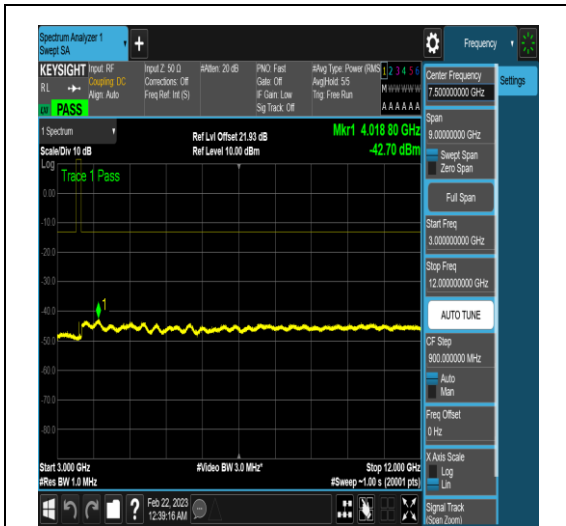 Spectrum Analyzer 1
Swept SA
Frequency
KEYSIGHT
RL
Input: RF
Coupling: DC
Align: Auto
Input Z: 50 Ω
Corrections: Off
Freq Ref: Int (S)
#Atten: 20 dB
PNO: Fast
Gate: Off
IF Gain: Low
Sig Track: Off
#Avg Type: Power (RMS
Avg|Hold: 5/5
Trig: Free Run
1 2 3 4 5 6
M W W W W W
A A A A A A
PASS
Center Frequency
7.500000000 GHz
Settings
Span
9.00000000 GHz
Swept Span
Zero Span
Full Span
Start Freq
3.000000000 GHz
Stop Freq
12.000000000 GHz
AUTO TUNE
CF Step
900.000000 MHz
Auto
Man
Freq Offset
0 Hz
X Axis Scale
Log
Lin
Signal Track
(Span Zoom)
1 Spectrum
Scale/Div 10 dB
Ref Lvl Offset 21.93 dB
Ref Level 10.00 dBm
Mkr1 4.018 80 GHz
-42.70 dBm
Log
Trace 1 Pass
0.00
-10.0
-20.0
-30.0
-40.0
-50.0
-60.0
-70.0
-80.0
1
Start 3.000 GHz
#Res BW 1.0 MHz
#Video BW 3.0 MHz*
Stop 12.000 GHz
#Sweep ~1.00 s (20001 pts)
?
Feb 22, 2023
12:39:16 AM